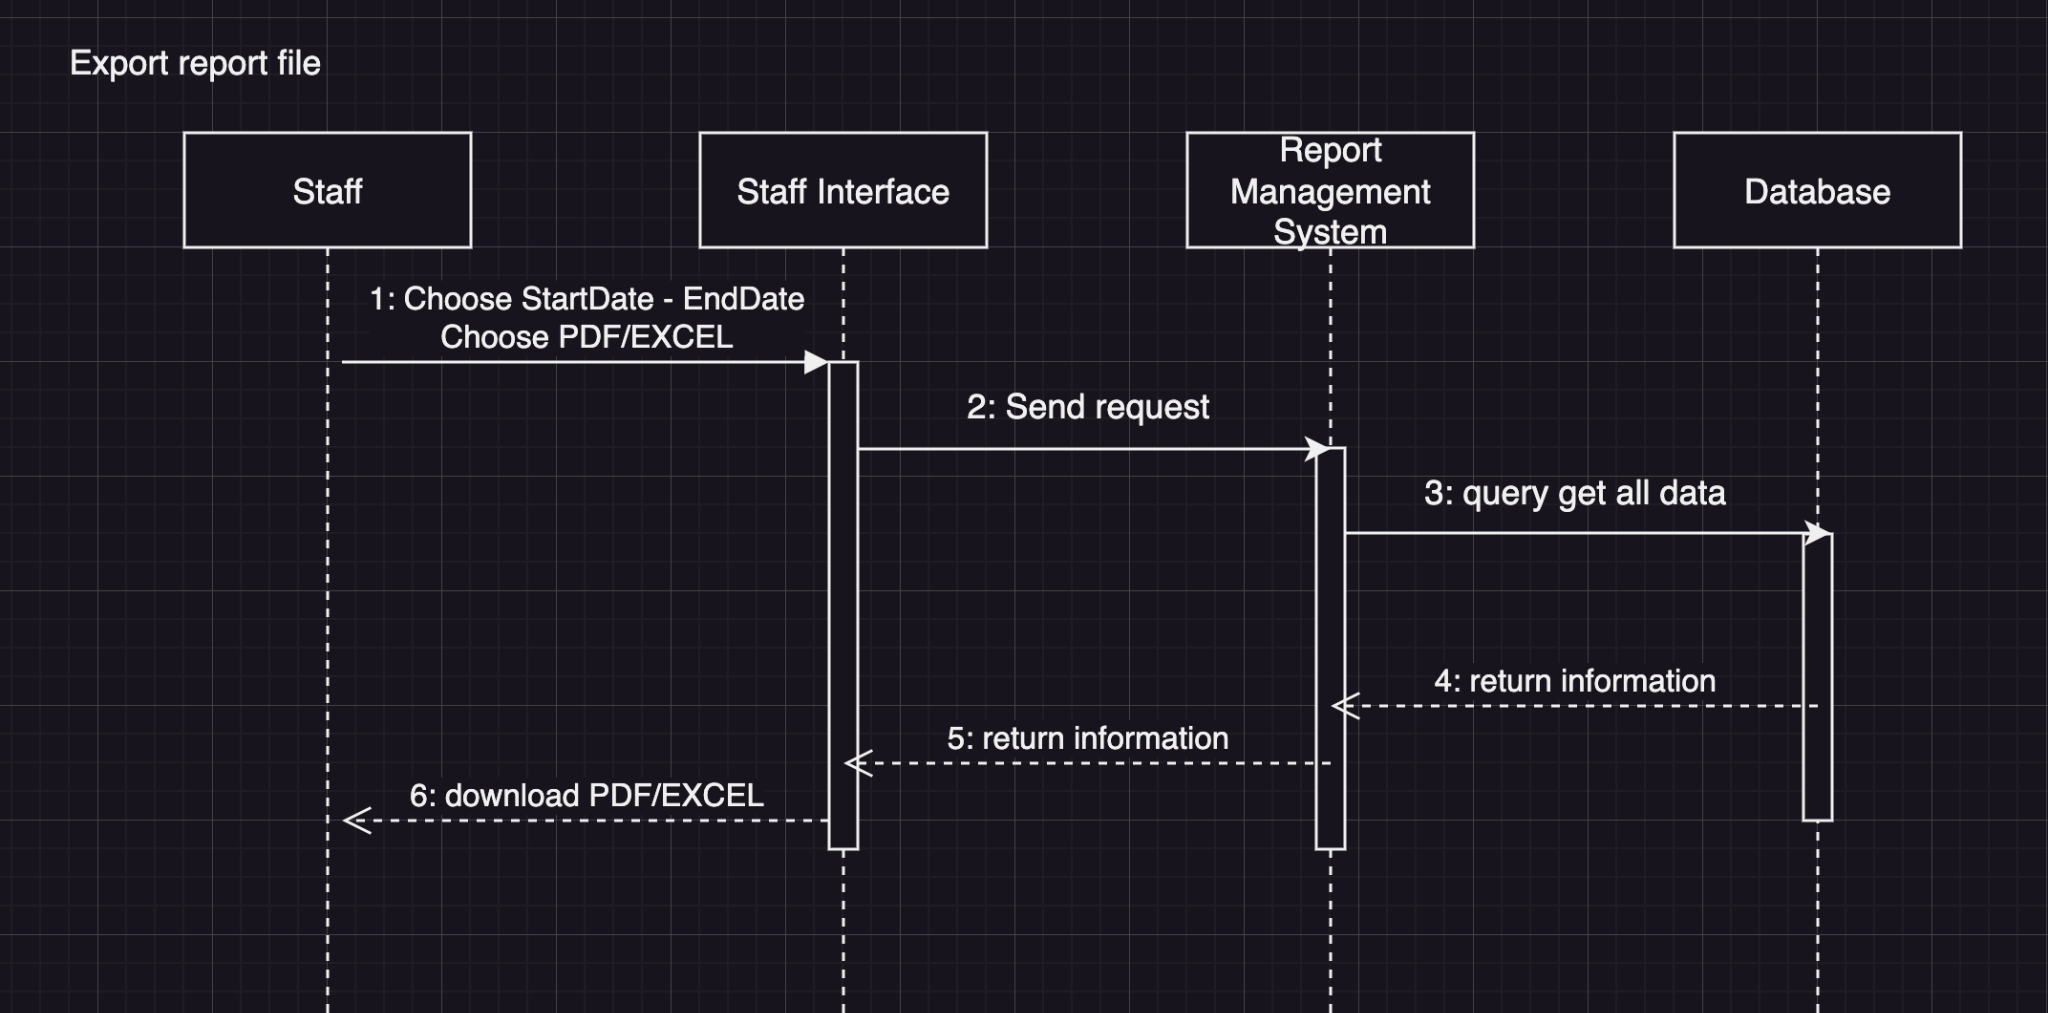 Export report file
Staff
Staff Interface
Report
Management
System
Database
1: Choose StartDate - EndDate
Choose PDF/EXCEL
2: Send request
3: query get all data
4: return information
5: return information
6: download PDF/EXCEL